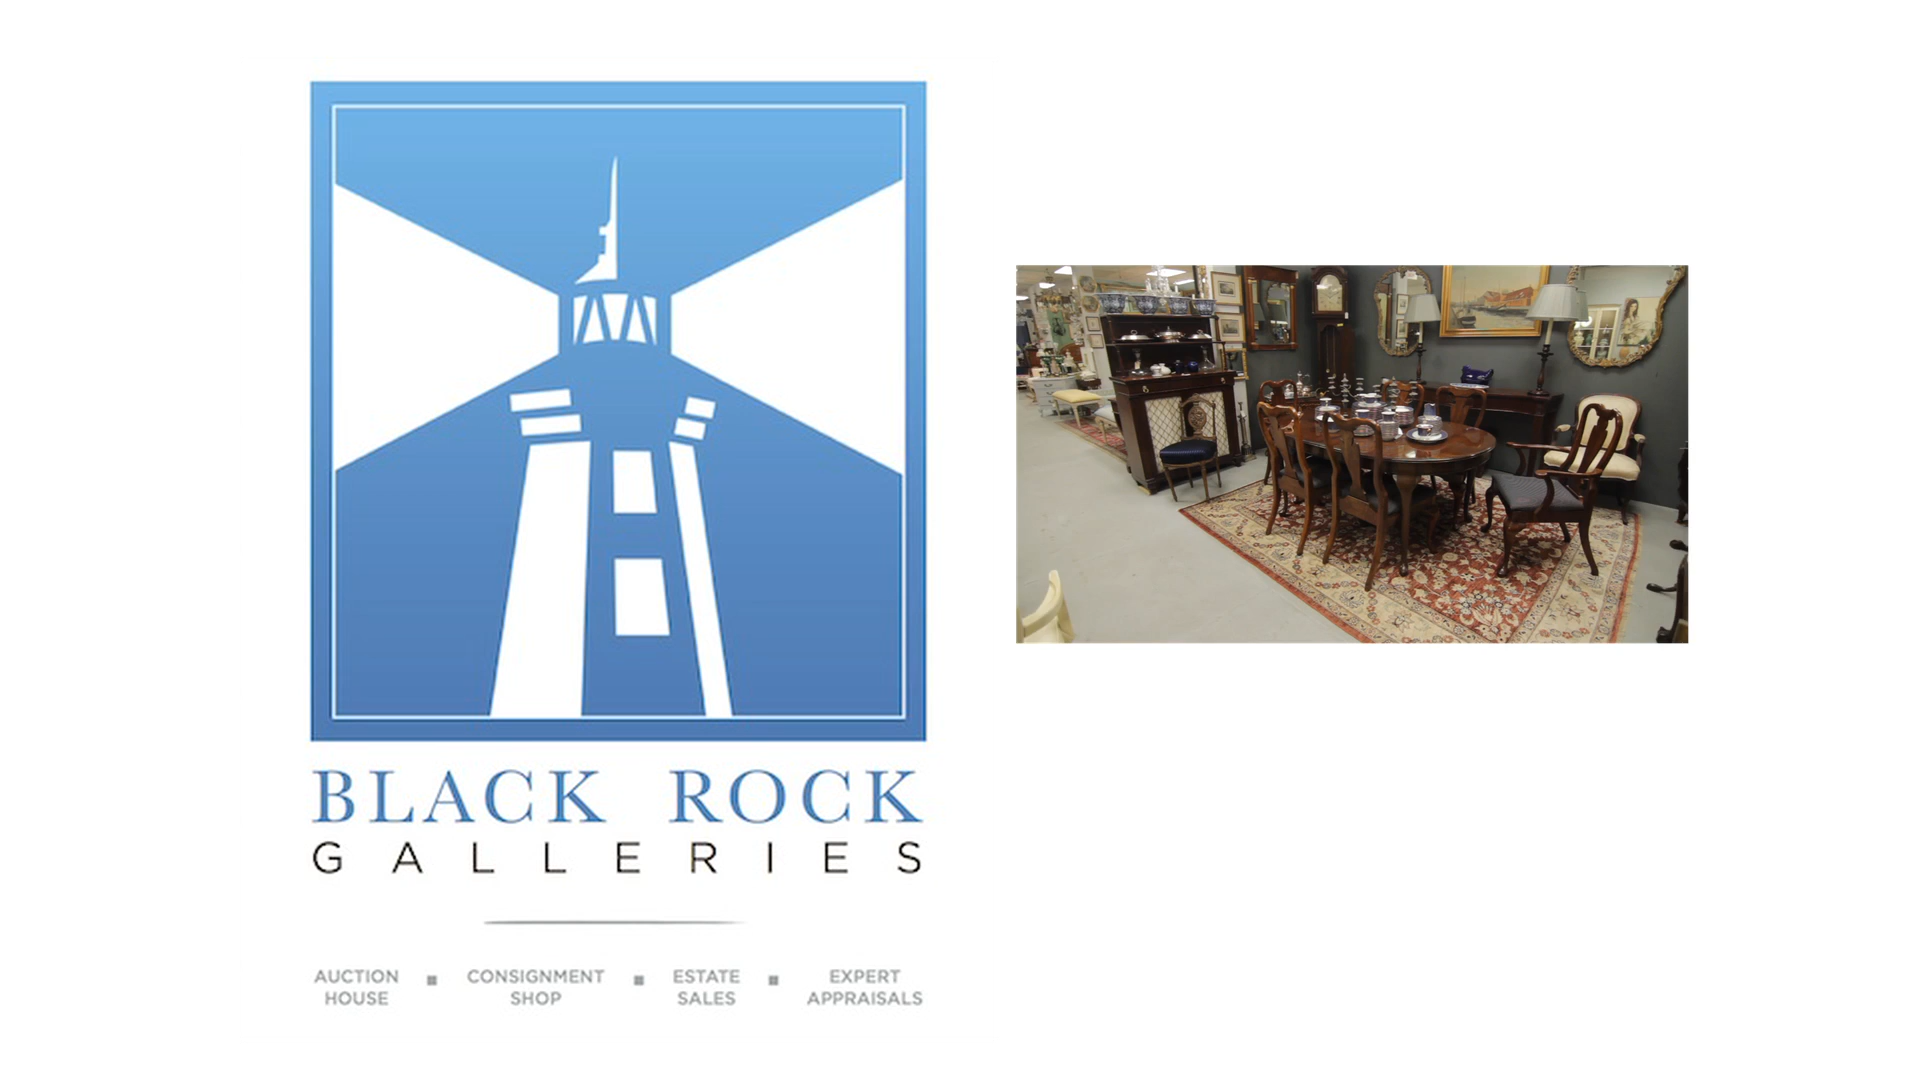 BLACK ROCK
GALLERIES
AUCTION HOUSE ▪ CONSIGNMENT SHOP ▪ ESTATE SALES ▪ EXPERT APPRAISALS